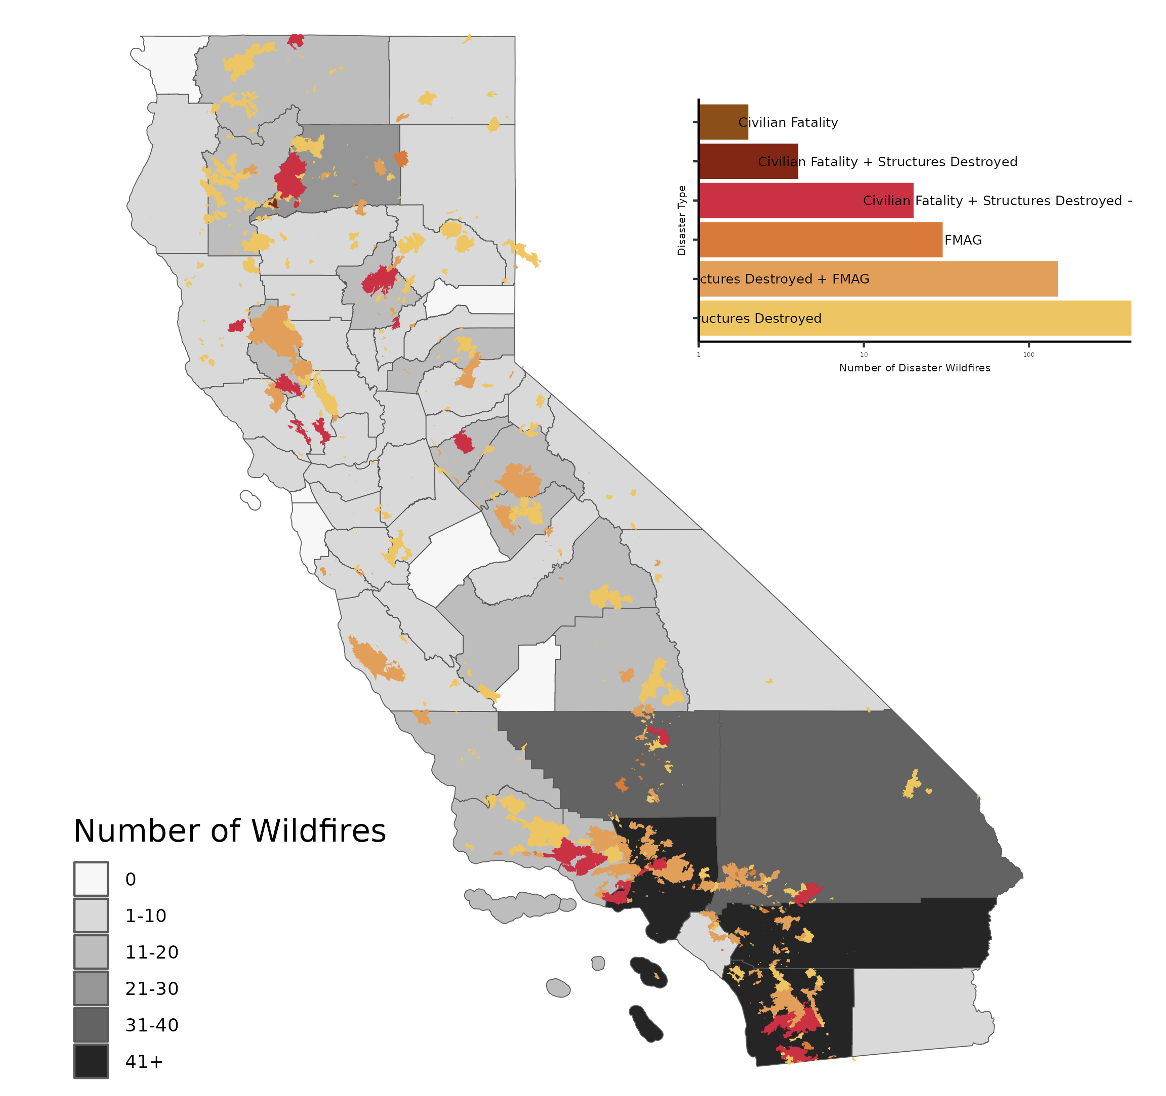 Civilian Fatality
Civilian Fatality + Structures Destroyed
Civilian Fatality + Structures Destroyed -
FMAG
ctures Destroyed + FMAG
ructures Destroyed
Disaster Type
1
10
100
Number of Disaster Wildfires
Number of Wildfires
0
1-10
11-20
21-30
31-40
41+